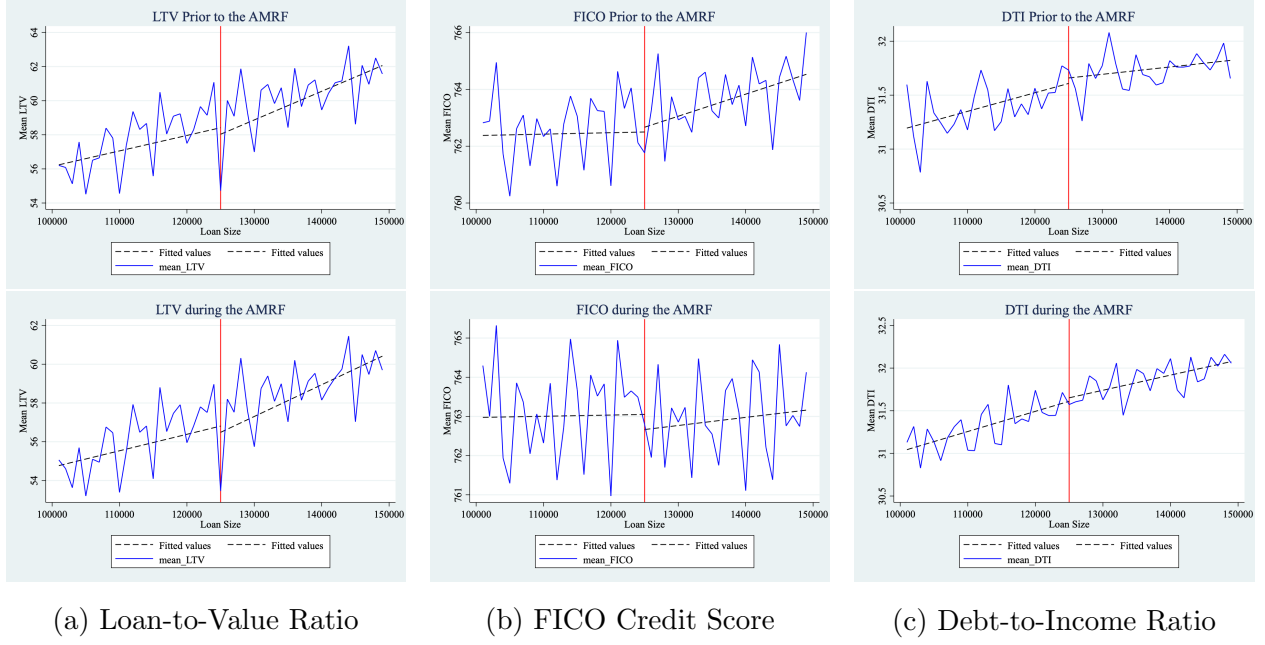 LTV Prior to the AMRF
Mean LTV
64
62
60
58
56
54
100000 110000 120000 130000 140000 150000
Loan Size
Fitted values Fitted values
mean_LTV
FICO Prior to the AMRF
Mean FICO
766
764
762
760
100000 110000 120000 130000 140000 150000
Loan Size
Fitted values Fitted values
mean_FICO
DTI Prior to the AMRF
Mean DTI
32
31.5
31
30.5
100000 110000 120000 130000 140000 150000
Loan Size
Fitted values Fitted values
mean_DTI
LTV during the AMRF
Mean LTV
62
60
58
56
54
100000 110000 120000 130000 140000 150000
Loan Size
Fitted values Fitted values
mean_LTV
FICO during the AMRF
Mean FICO
765
764
763
762
761
100000 110000 120000 130000 140000 150000
Loan Size
Fitted values Fitted values
mean_FICO
DTI during the AMRF
Mean DTI
32.5
32
31.5
31
30.5
100000 110000 120000 130000 140000 150000
Loan Size
Fitted values Fitted values
mean_DTI
(a) Loan-to-Value Ratio
(b) FICO Credit Score
(c) Debt-to-Income Ratio